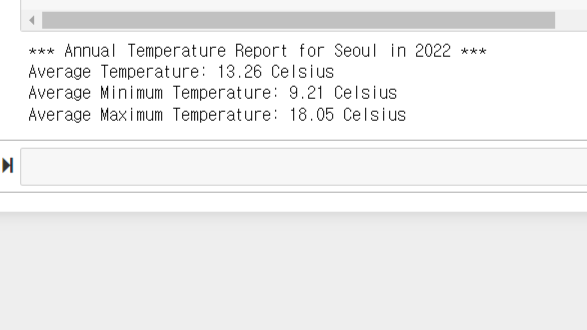 *** Annual Temperature Report for Seoul in 2022 ***
Average Temperature: 13.26 Celsius
Average Minimum Temperature: 9.21 Celsius
Average Maximum Temperature: 18.05 Celsius